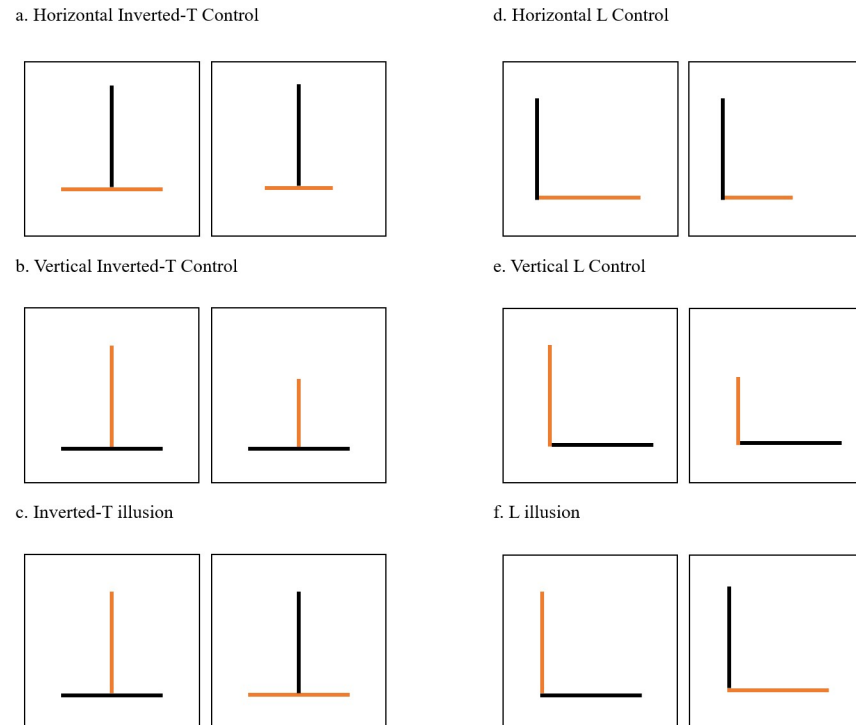 a. Horizontal Inverted-T Control
d. Horizontal L Control
b. Vertical Inverted-T Control
e. Vertical L Control
c. Inverted-T illusion
f. L illusion